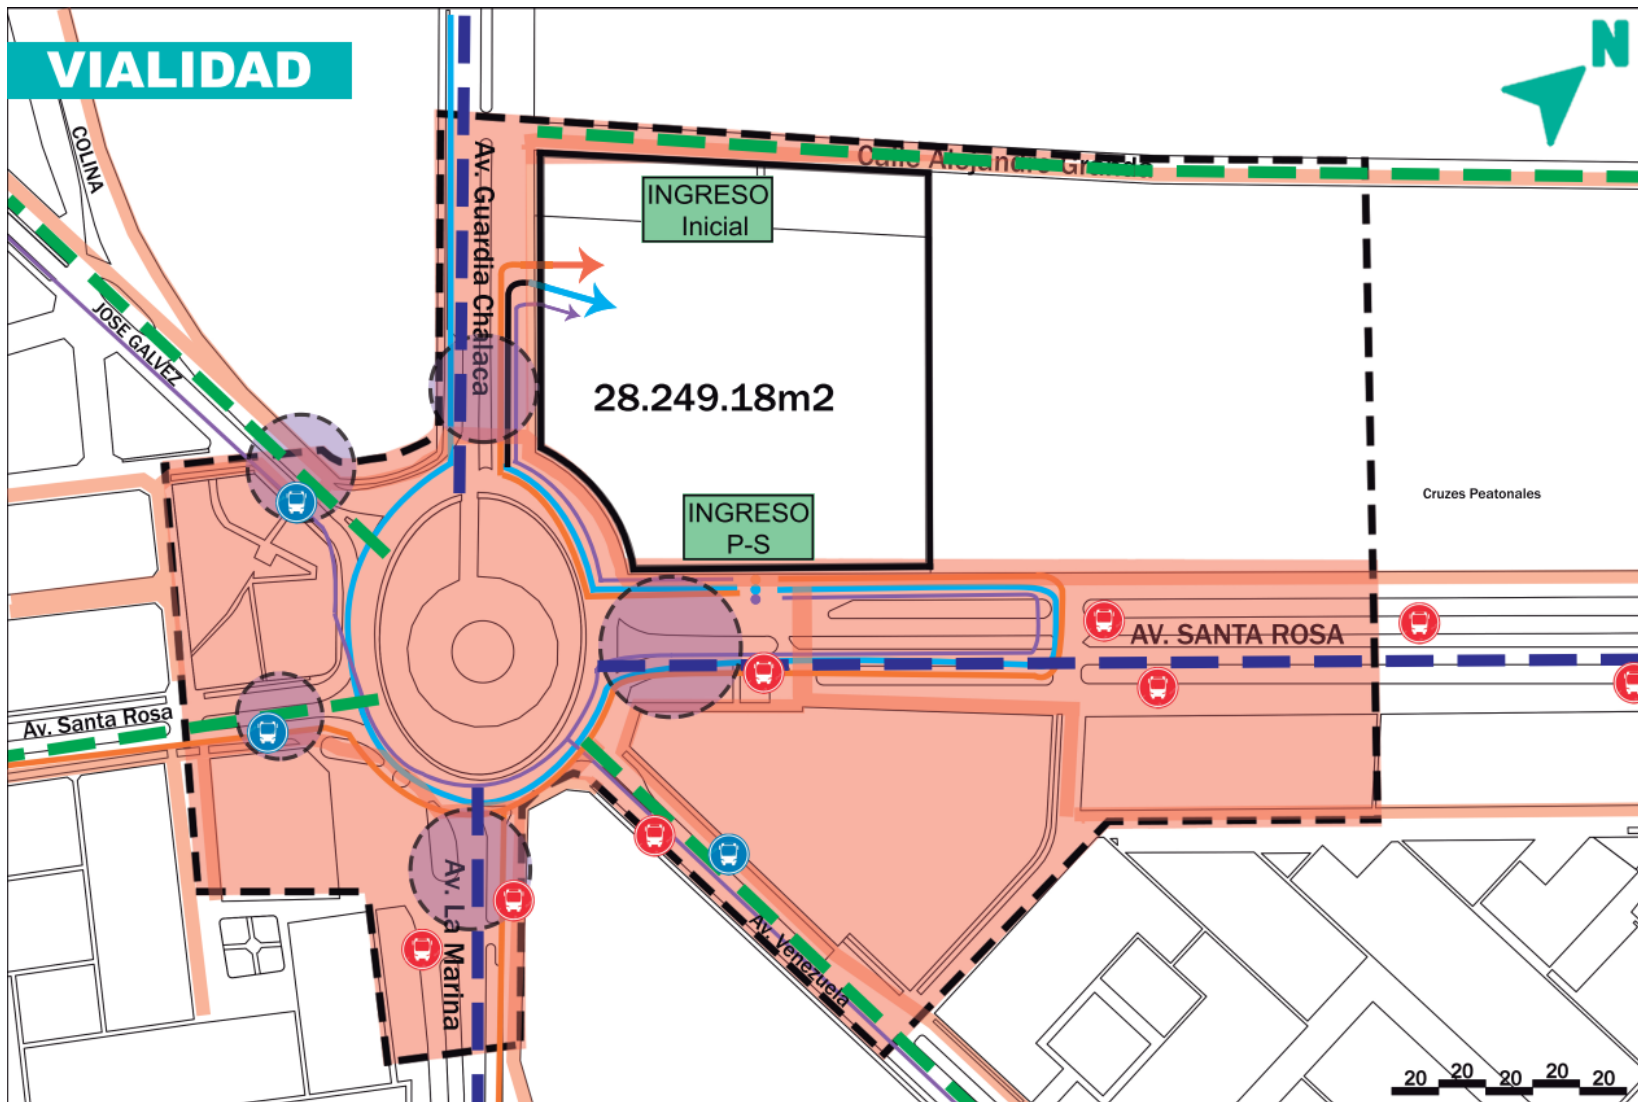 VIALIDAD
N
COLINA
Av. Guardia Chalaca
Calle Alejandro Granda
INGRESO
Inicial
JOSE GALVEZ
28.249.18m2
Cruzes Peatonales
INGRESO
P-S
AV. SANTA ROSA
Av. Santa Rosa
Av. La Marina
Av. Venezuela
20 20 20 20 20